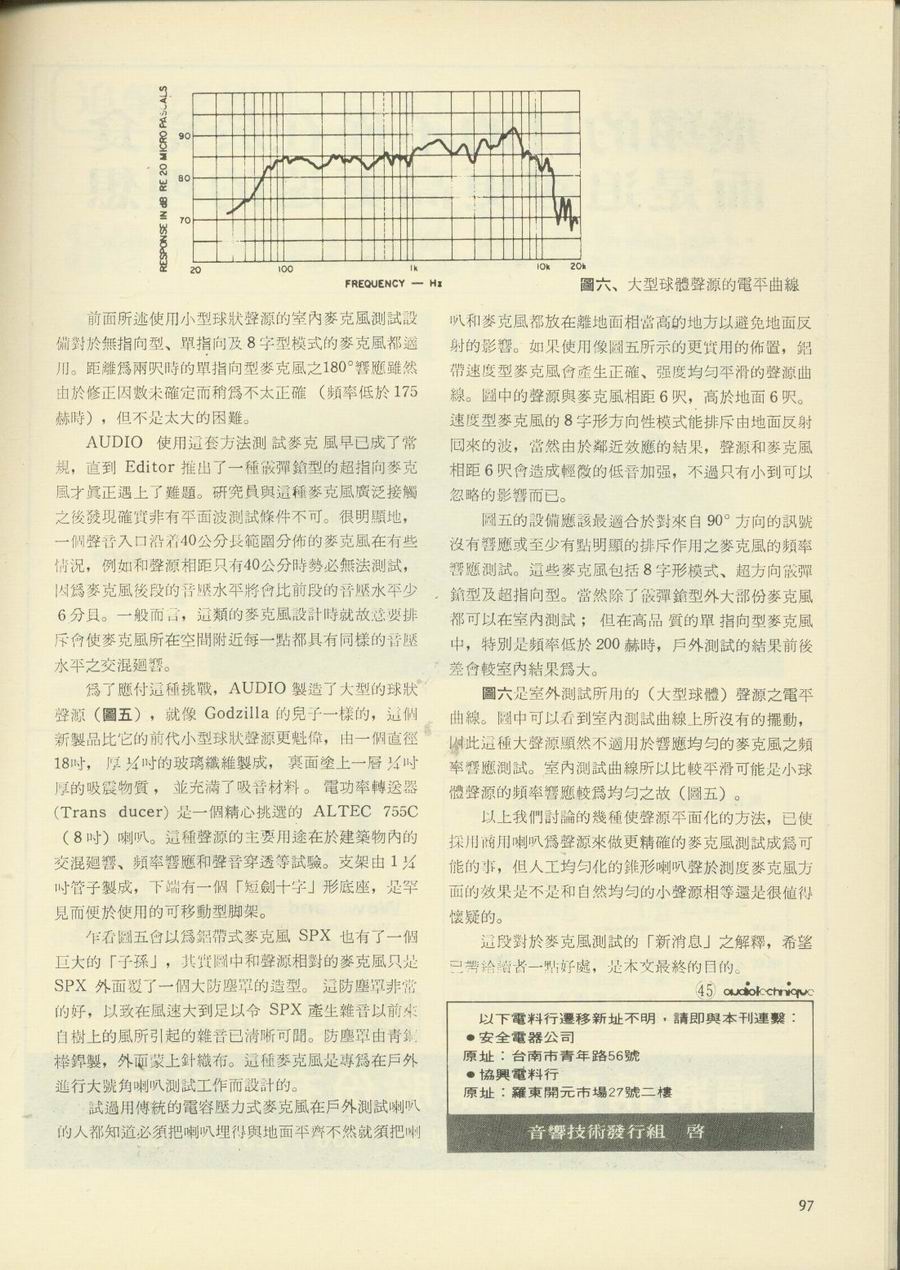 RESPONSE IN dB RE 20 MICRO PASCALS
90
80
70
20 100 1k 10k 20k
FREQUENCY — Hz
圖六、大型球體聲源的電平曲線
前面所述使用小型球狀聲源的室內麥克風測試設
備對於無指向型、單指向及8字型模式的麥克風都適
用。距離爲兩呎時的單指向型麥克風之180°響應雖然
由於修正因數未確定而稍爲不太正確（頻率低於175
赫時），但不是太大的困難。
AUDIO 使用這套方法測試麥克風早已成了常
規，直到 Editor 推出了一種霰彈鎗型的超指向麥克
風才眞正遇上了難題。研究員與這種麥克風廣泛接觸
之後發現確實非有平面波測試條件不可。很明顯地，
一個聲音入口沿着40公分長範圍分佈的麥克風在有些
情況，例如和聲源相距只有40公分時勢必無法測試，
因爲麥克風後段的音壓水平將會比前段的音壓水平少
6分貝。一般而言，這類的麥克風設計時就故意要排
斥會使麥克風所在空間附近每一點都具有同樣的音壓
水平之交混廻響。
爲了應付這種挑戰，AUDIO 製造了大型的球狀
聲源（圖五），就像 Godzilla 的兒子一樣的，這個
新製品比它的前代小型球狀聲源更魁偉，由一個直徑
18吋，厚¼吋的玻璃纖維製成，裏面塗上一層¼吋
厚的吸震物質，並充滿了吸音材料。電功率轉送器
(Trans ducer) 是一個精心挑選的 ALTEC 755C
（8吋）喇叭。這種聲源的主要用途在於建築物內的
交混廻響、頻率響應和聲音穿透等試驗。支架由1¼
吋管子製成，下端有一個「短劍十字」形底座，是罕
見而便於使用的可移動型脚架。
乍看圖五會以爲鋁帶式麥克風 SPX 也有了一個
巨大的「子孫」，其實圖中和聲源相對的麥克風只是
SPX 外面覆了一個大防塵罩的造型。這防塵罩非常
的好，以致在風速大到足以令 SPX 產生雜音以前來
自樹上的風所引起的雜音已清晰可聞。防塵罩由靑銅
棒銲製，外面蒙上針織布。這種麥克風是專爲在戶外
進行大號角喇叭測試工作而設計的。
試過用傳統的電容壓力式麥克風在戶外測試喇叭
的人都知道必須把喇叭埋得與地面平齊不然就須把喇
叭和麥克風都放在離地面相當高的地方以避免地面反
射的影響。如果使用像圖五所示的更實用的佈置，鋁
帶速度型麥克風會產生正確、强度均勻平滑的聲源曲
線。圖中的聲源與麥克風相距6呎，高於地面6呎。
速度型麥克風的8字形方向性模式能排斥由地面反射
回來的波，當然由於鄰近效應的結果，聲源和麥克風
相距6呎會造成輕微的低音加强，不過只有小到可以
忽略的影響而已。
圖五的設備應該最適合於對來自90°方向的訊號
沒有響應或至少有點明顯的排斥作用之麥克風的頻率
響應測試。這些麥克風包括8字形模式、超方向霰彈
鎗型及超指向型。當然除了霰彈鎗型外大部份麥克風
都可以在室內測試；但在高品質的單指向型麥克風
中，特別是頻率低於200赫時，戶外測試的結果前後
差會較室內結果爲大。
圖六是室外測試所用的（大型球體）聲源之電平
曲線。圖中可以看到室內測試曲線上所沒有的擺動，
因此這種大聲源顯然不適用於響應均勻的麥克風之頻
率響應測試。室內測試曲線所以比較平滑可能是小球
體聲源的頻率響應較爲均勻之故（圖五）。
以上我們討論的幾種使聲源平面化的方法，已使
採用商用喇叭爲聲源來做更精確的麥克風測試成爲可
能的事，但人工均勻化的錐形喇叭聲於測度麥克風方
面的效果是不是和自然均勻的小聲源相等還是很値得
懷疑的。
這段對於麥克風測試的「新消息」之解釋，希望
已帶給讀者一點好處，是本文最終的目的。
㊺ audiotechnique
以下電料行遷移新址不明，請即與本刊連繫：
●安全電器公司
原址：台南市青年路56號
●協興電料行
原址：羅東開元市場27號二樓
音響技術發行組 啓
97